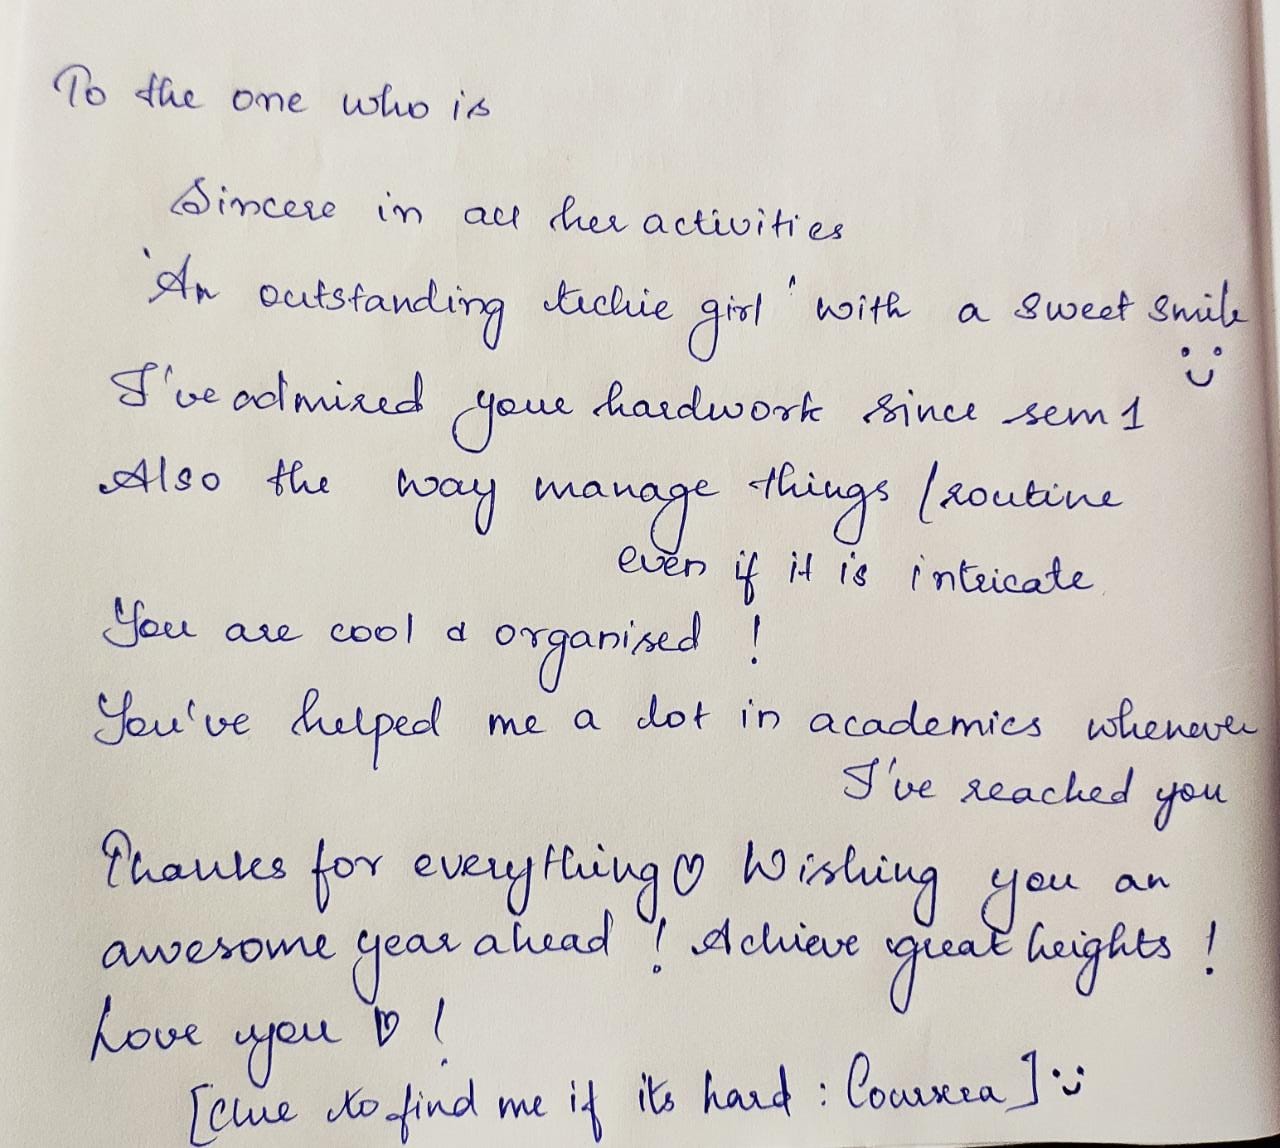 To the one who is
Sincere in all her activities
'An outstanding techie girl' with a sweet smile
I've admired your hardwork since sem 1
Also the way manage things / routine
even if it is intricate
You are cool & organised !
You've helped me a lot in academics whenever
I've reached you
Thanks for everything ♡ Wishing you an
awesome year ahead ! Achieve great heights !
Love you ♡ !
[Clue to find me if its hard : Coursera]